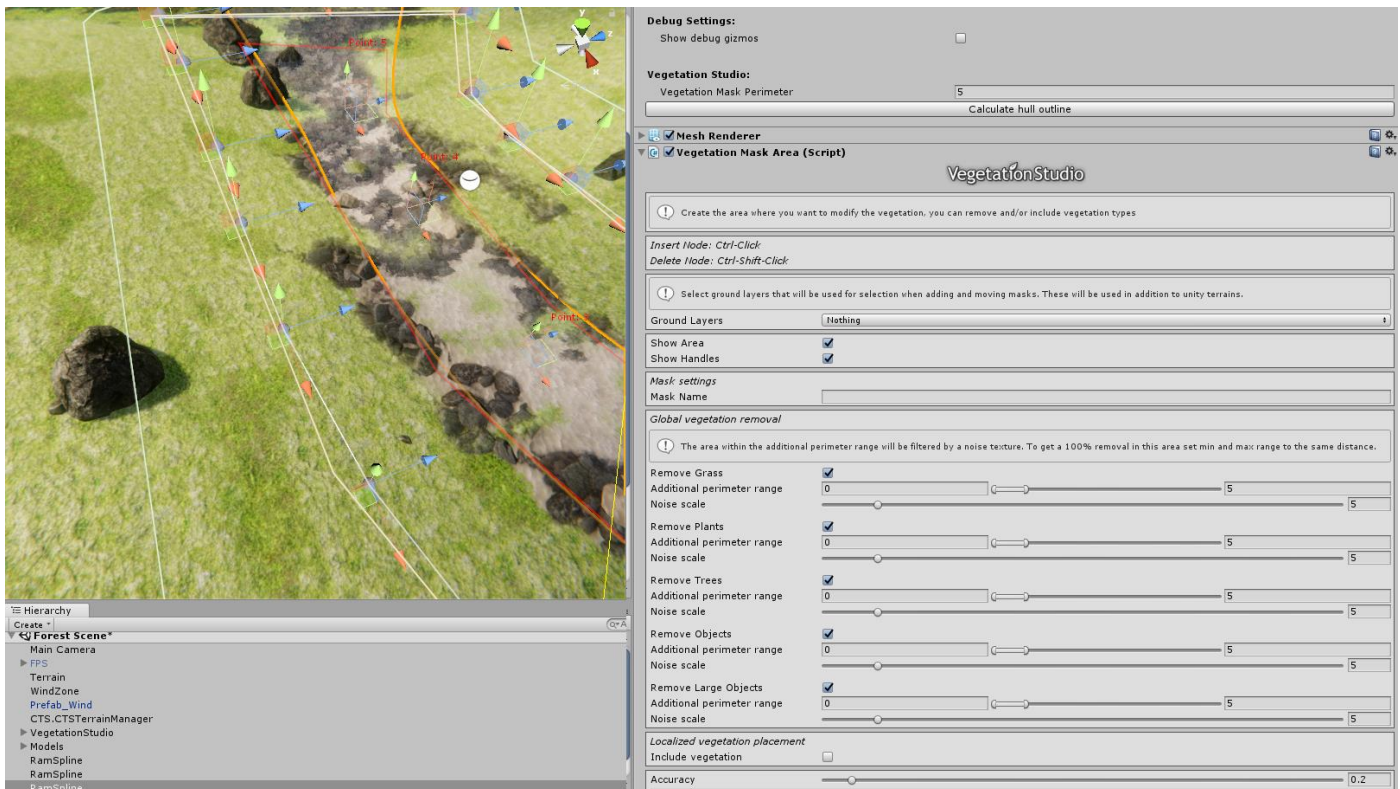 Point: 5
Point: 4
Point: 3
y
z
x
Debug Settings:
Show debug gizmos
Vegetation Studio:
Vegetation Mask Perimeter 5
Calculate hull outline
Mesh Renderer
Vegetation Mask Area (Script)
VegetationStudio
Create the area where you want to modify the vegetation, you can remove and/or include vegetation types
Insert Node: Ctrl-Click
Delete Node: Ctrl-Shift-Click
Select ground layers that will be used for selection when adding and moving masks. These will be used in addition to unity terrains.
Ground Layers Nothing
Show Area
Show Handles
Mask settings
Mask Name
Global vegetation removal
The area within the additional perimeter range will be filtered by a noise texture. To get a 100% removal in this area set min and max range to the same distance.
Remove Grass
Additional perimeter range 0 5
Noise scale 5
Remove Plants
Additional perimeter range 0 5
Noise scale 5
Remove Trees
Additional perimeter range 0 5
Noise scale 5
Remove Objects
Additional perimeter range 0 5
Noise scale 5
Remove Large Objects
Additional perimeter range 0 5
Noise scale 5
Localized vegetation placement
Include vegetation
Accuracy 0.2
Hierarchy
Create
Forest Scene*
Main Camera
FPS
Terrain
WindZone
Prefab_Wind
CTS.CTSTerrainManager
VegetationStudio
Models
RamSpline
RamSpline
RamSpline